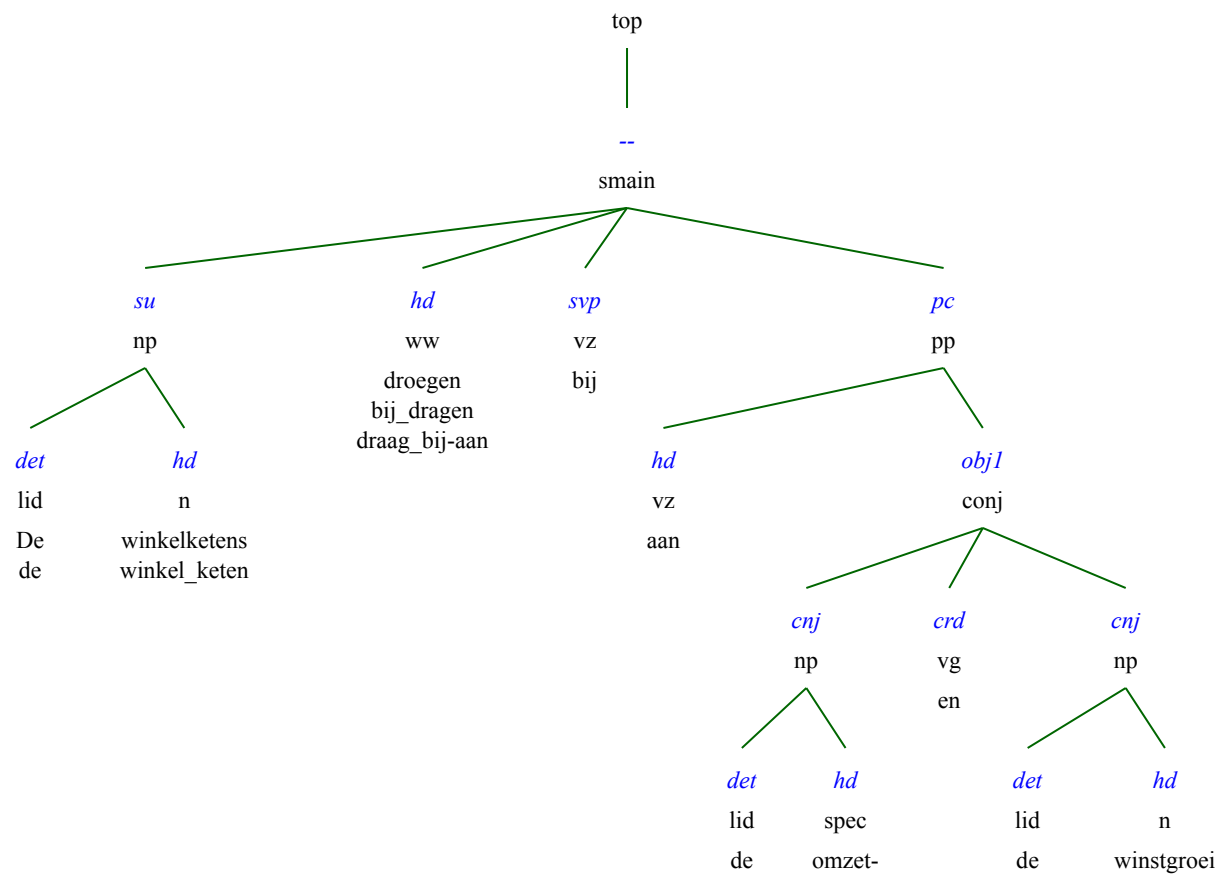 top
--
smain
su hd svp pc
np ww vz pp
droegen bij
bij_dragen
draag_bij-aan
det hd hd obj1
lid n vz conj
De winkelketens aan
de winkel_keten
cnj crd cnj
np vg np
en
det hd det hd
lid spec lid n
de omzet- de winstgroei